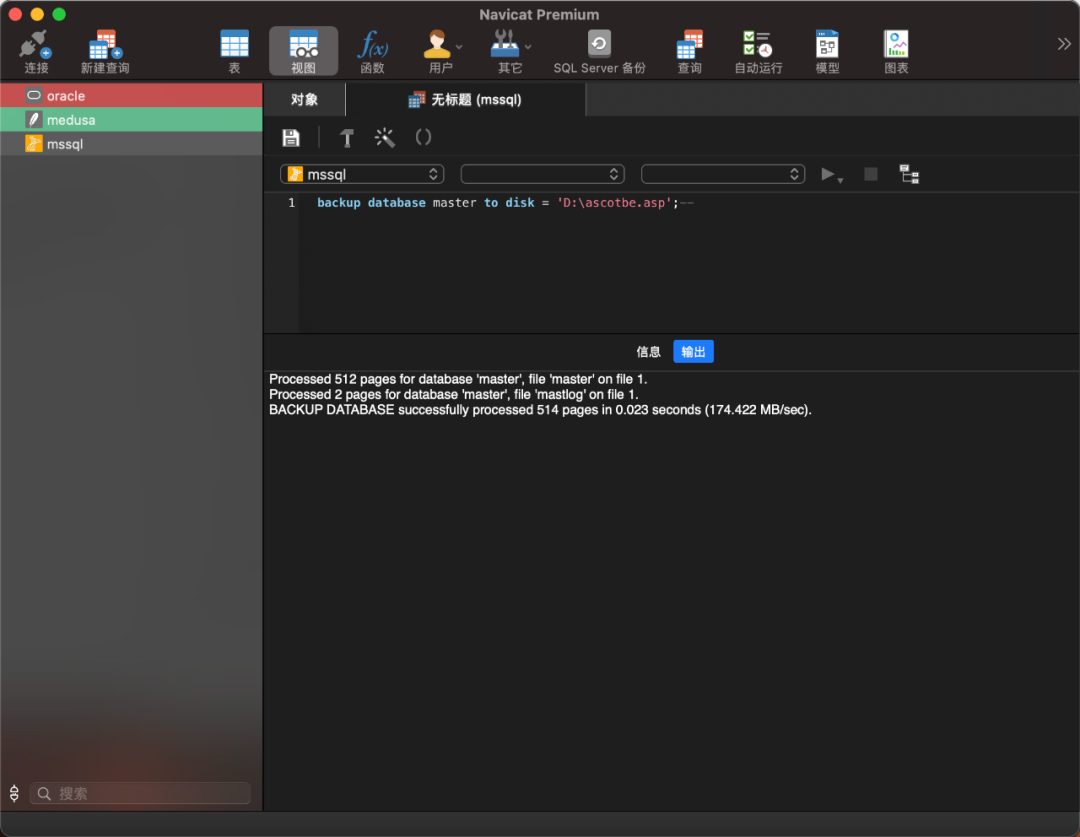 Navicat Premium
连接
新建查询
表
视图
f(x)
函数
用户
其它
SQL Server 备份
查询
自动运行
模型
图表
oracle
medusa
mssql
对象
无标题 (mssql)
mssql
1 backup database master to disk = 'D:\ascotbe.asp';--
信息 输出
Processed 512 pages for database 'master', file 'master' on file 1.
Processed 2 pages for database 'master', file 'mastlog' on file 1.
BACKUP DATABASE successfully processed 514 pages in 0.023 seconds (174.422 MB/sec).
搜索